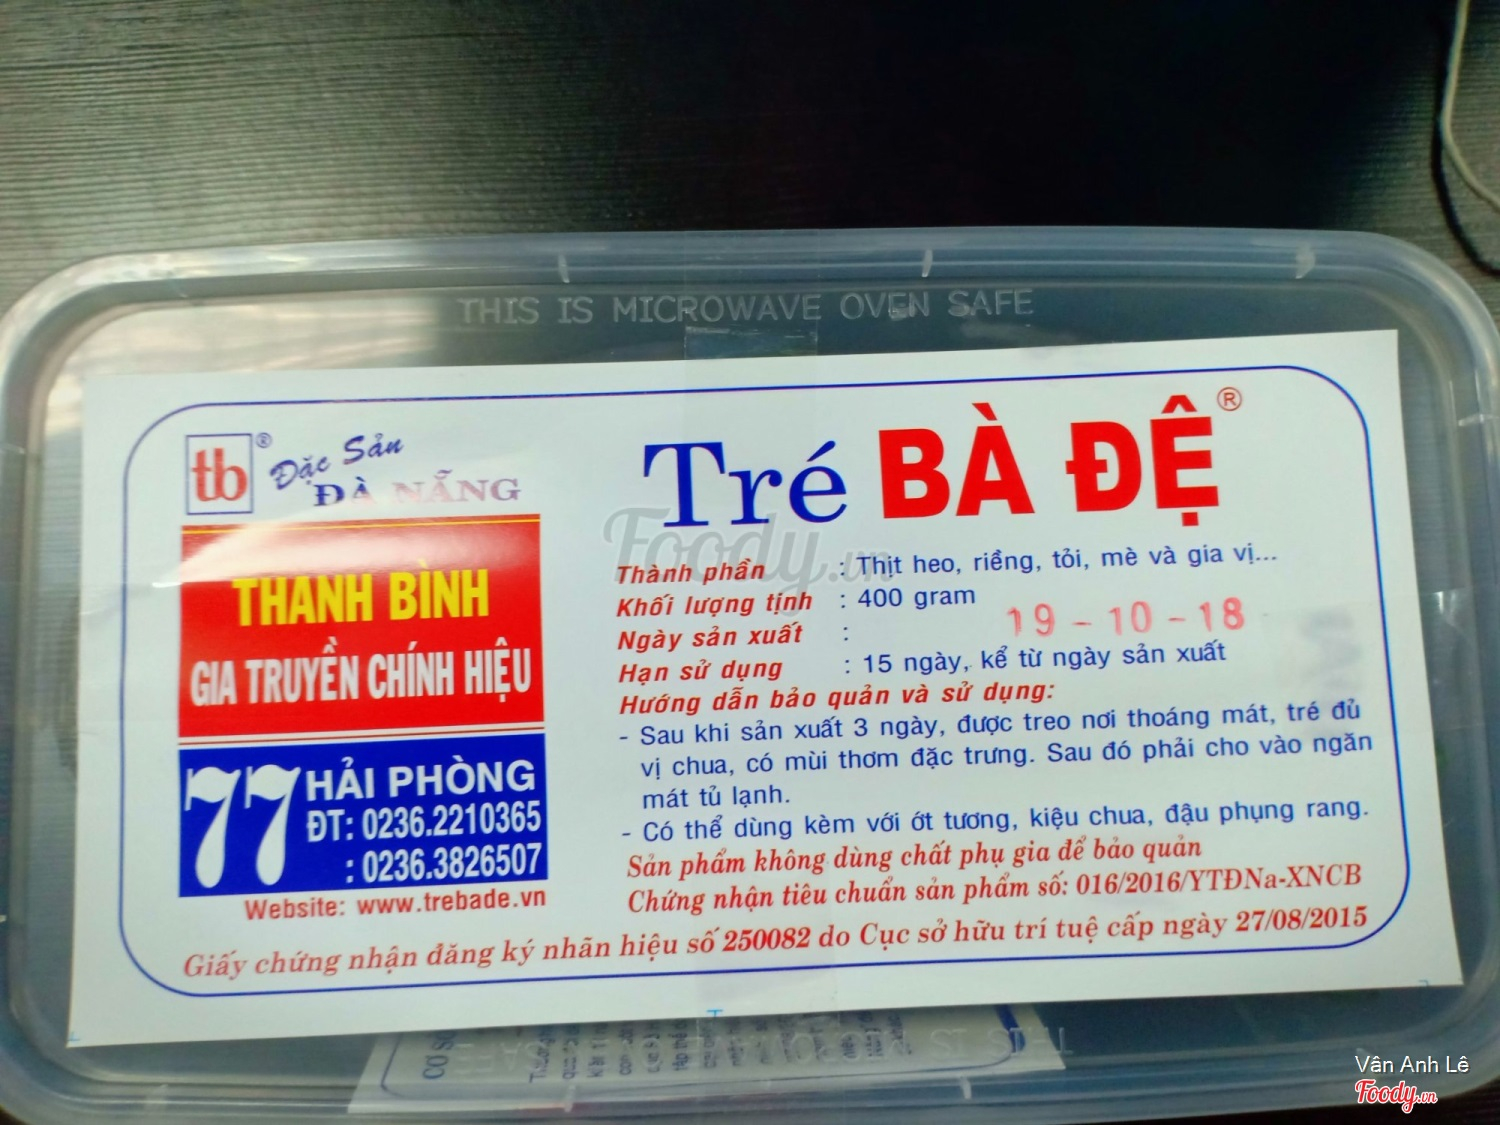 THIS IS MICROWAVE OVEN SAFE
tb®
Đặc Sản
ĐÀ NẴNG
THANH BÌNH
GIA TRUYỀN CHÍNH HIỆU
77 HẢI PHÒNG
ĐT: 0236.2210365
: 0236.3826507
Website: www.trebade.vn
Tré BÀ ĐỆ®
Thành phần : Thịt heo, riềng, tỏi, mè và gia vị...
Khối lượng tịnh : 400 gram
Ngày sản xuất : 19-10-18
Hạn sử dụng : 15 ngày, kể từ ngày sản xuất
Hướng dẫn bảo quản và sử dụng:
- Sau khi sản xuất 3 ngày, được treo nơi thoáng mát, tré đủ
vị chua, có mùi thơm đặc trưng. Sau đó phải cho vào ngăn
mát tủ lạnh.
- Có thể dùng kèm với ớt tương, kiệu chua, đậu phụng rang.
Sản phẩm không dùng chất phụ gia để bảo quản
Chứng nhận tiêu chuẩn sản phẩm số: 016/2016/YTĐNa-XNCB
Giấy chứng nhận đăng ký nhãn hiệu số 250082 do Cục sở hữu trí tuệ cấp ngày 27/08/2015
Foody.vn
Vân Anh Lê
Foody.vn